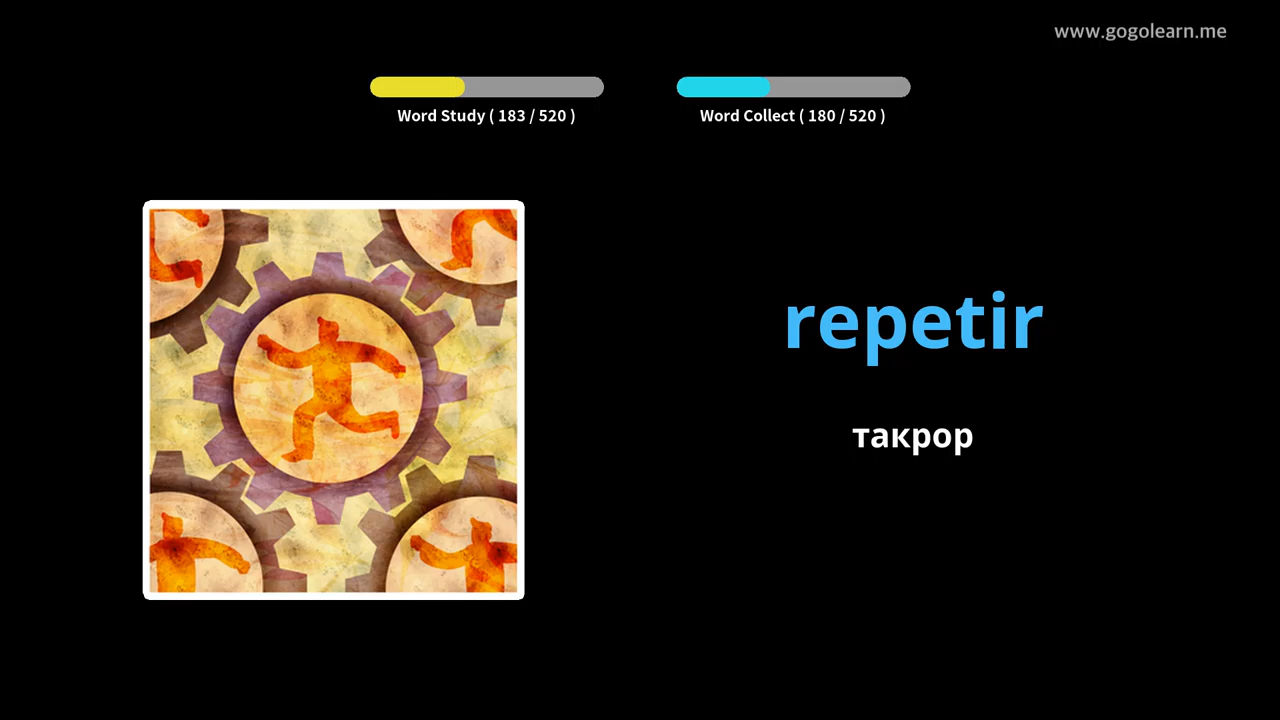 www.gogolearn.me
Word Study ( 183 / 520 )
Word Collect ( 180 / 520 )
repetir
такрор